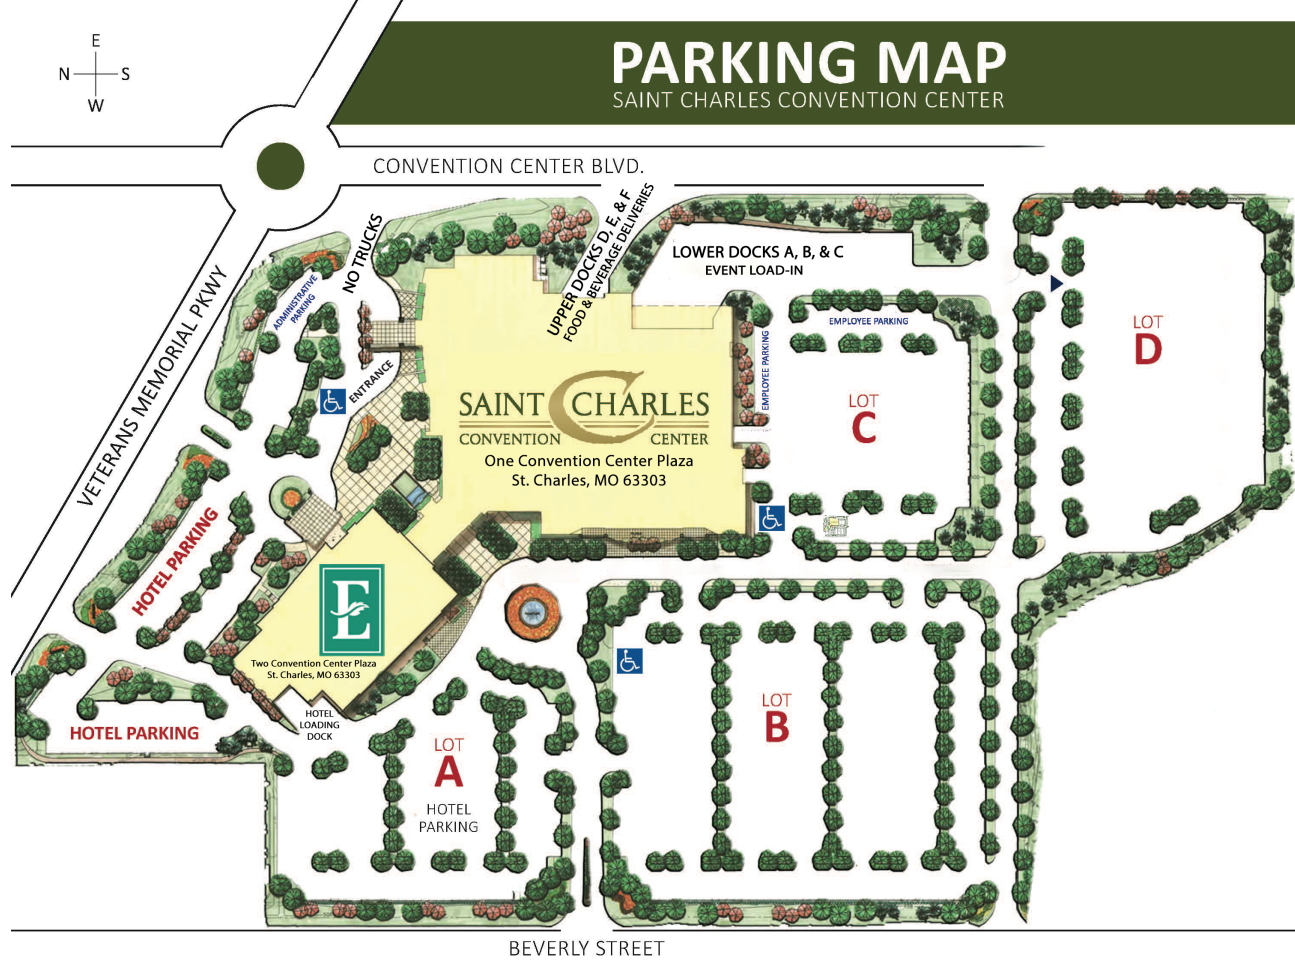 E
N S
W
PARKING MAP
SAINT CHARLES CONVENTION CENTER
CONVENTION CENTER BLVD.
VETERANS MEMORIAL PKWY
NO TRUCKS
ADMINISTRATIVE
PARKING
ENTRANCE
UPPER DOCKS D, E, & F
FOOD & BEVERAGE DELIVERIES
LOWER DOCKS A, B, & C
EVENT LOAD-IN
EMPLOYEE PARKING
EMPLOYEE PARKING
LOT
D
LOT
C
SAINT CHARLES
CONVENTION CENTER
One Convention Center Plaza
St. Charles, MO 63303
HOTEL PARKING
E
Two Convention Center Plaza
St. Charles, MO 63303
HOTEL
LOADING
DOCK
HOTEL PARKING
LOT
A
HOTEL
PARKING
LOT
B
BEVERLY STREET